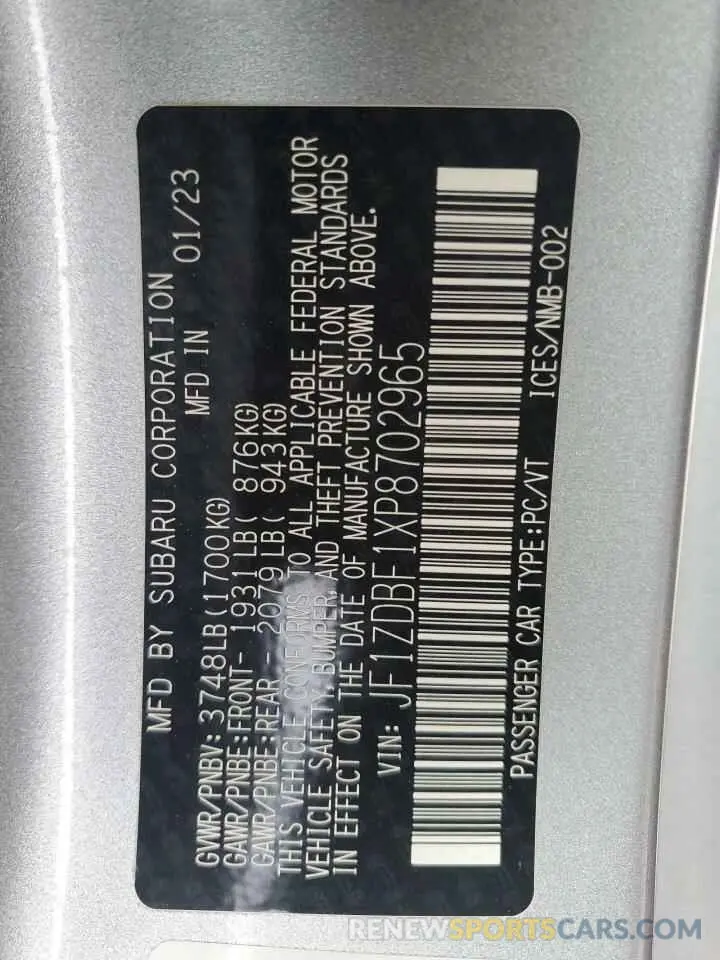 MFD BY SUBARU CORPORATION
MFD IN 01/23
GVWR/PNBV: 3748LB (1700KG)
GAWR/PNBE:FRONT- 1931LB( 876KG)
GAWR/PNBE:REAR - 2079LB( 943KG)
THIS VEHICLE CONFORMS TO ALL APPLICABLE FEDERAL MOTOR
VEHICLE SAFETY, BUMPER, AND THEFT PREVENTION STANDARDS
IN EFFECT ON THE DATE OF MANUFACTURE SHOWN ABOVE.
VIN: JF1ZDBF1XP8702965
PASSENGER CAR TYPE:PC/VT ICES/NMB-002
RENEWSPORTSCARS.COM